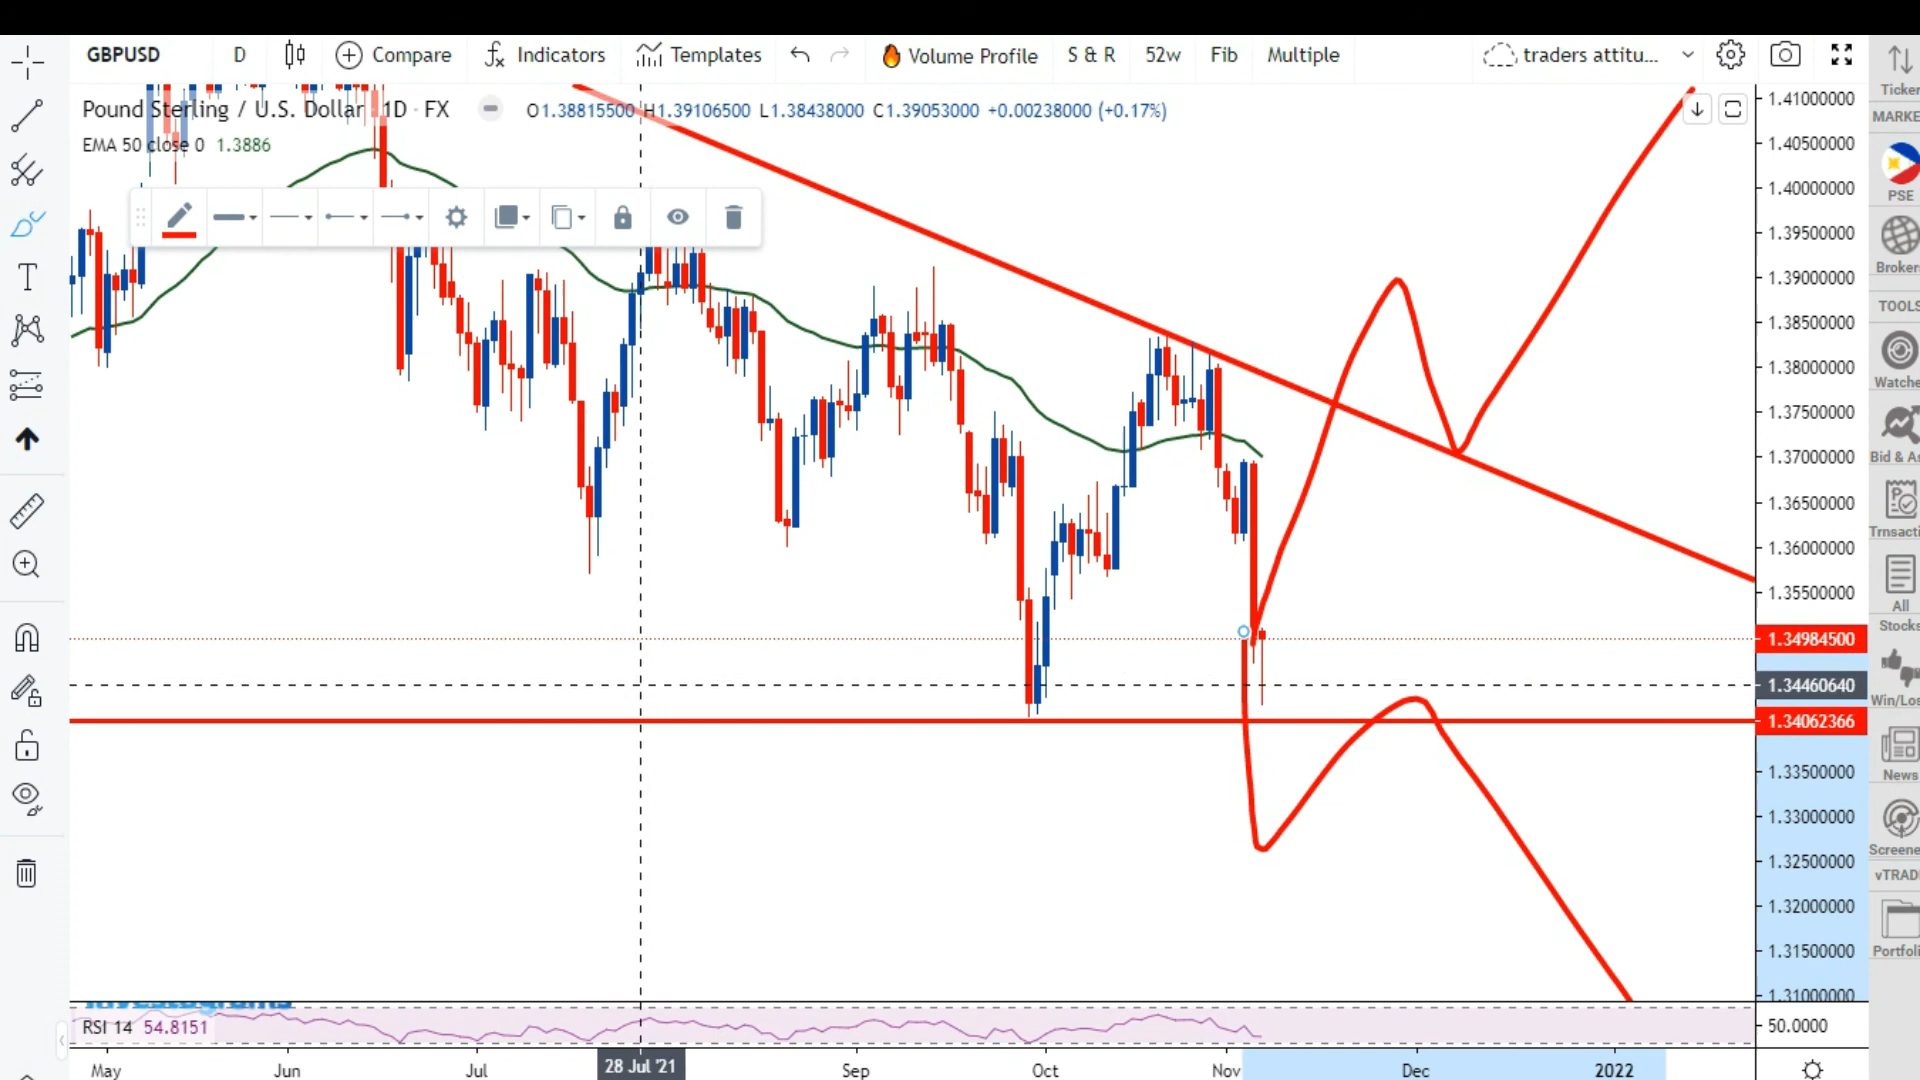 GBPUSD D Compare Indicators Templates Volume Profile S & R 52w Fib Multiple traders attitu...
Pound Sterling / U.S. Dollar 1D · FX O1.38815500 H1.39106500 L1.38438000 C1.39053000 +0.00238000 (+0.17%)
EMA 50 close 0 1.3886
1.41000000
1.40500000
1.40000000
1.39500000
1.39000000
1.38500000
1.38000000
1.37500000
1.37000000
1.36500000
1.36000000
1.35500000
1.34984500
1.34460640
1.34062366
1.33500000
1.33000000
1.32500000
1.32000000
1.31500000
1.31000000
RSI 14 54.8151
50.0000
May Jun Jul 28 Jul '21 Sep Oct Nov Dec 2022
Ticker
MARKE
PSE
Broker
TOOLS
Watche
Bid & As
Trnsacti
All
Stocks
Win/Los
News
Screene
vTRAD
Portfoli